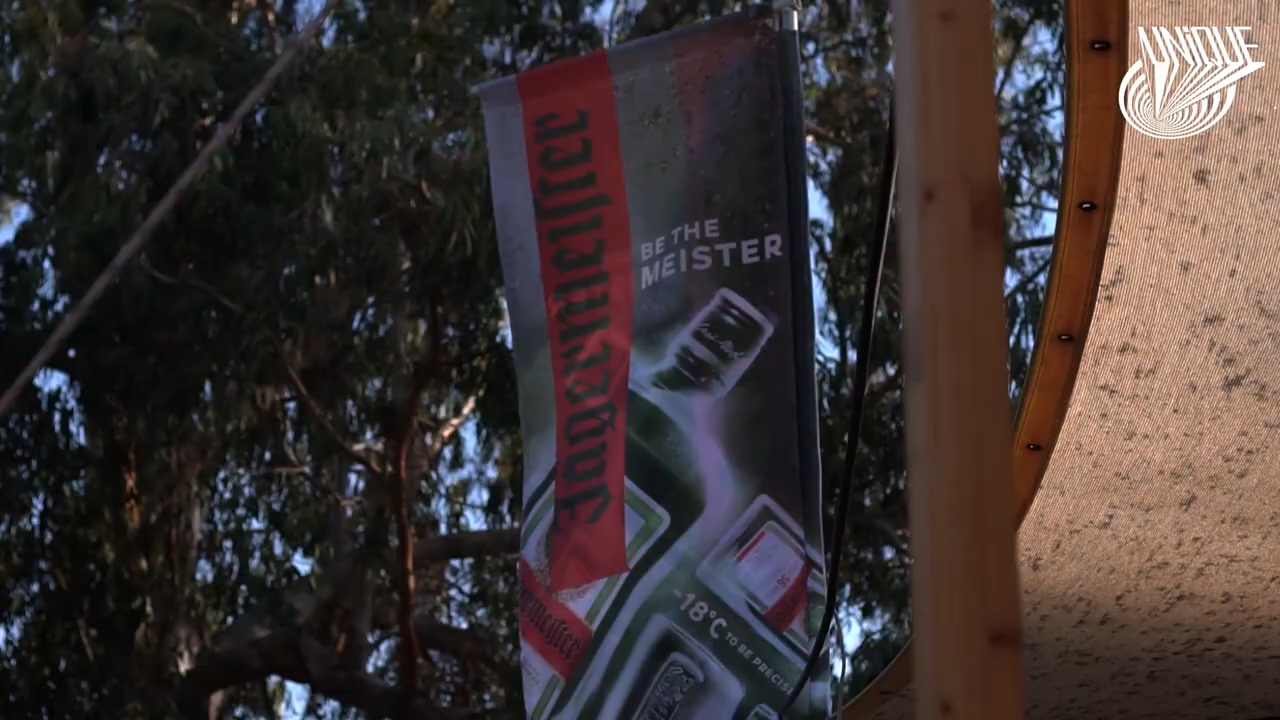 UNIQUE
Jägermeister
BE THE
MEISTER
-18°C TO BE PRECISE